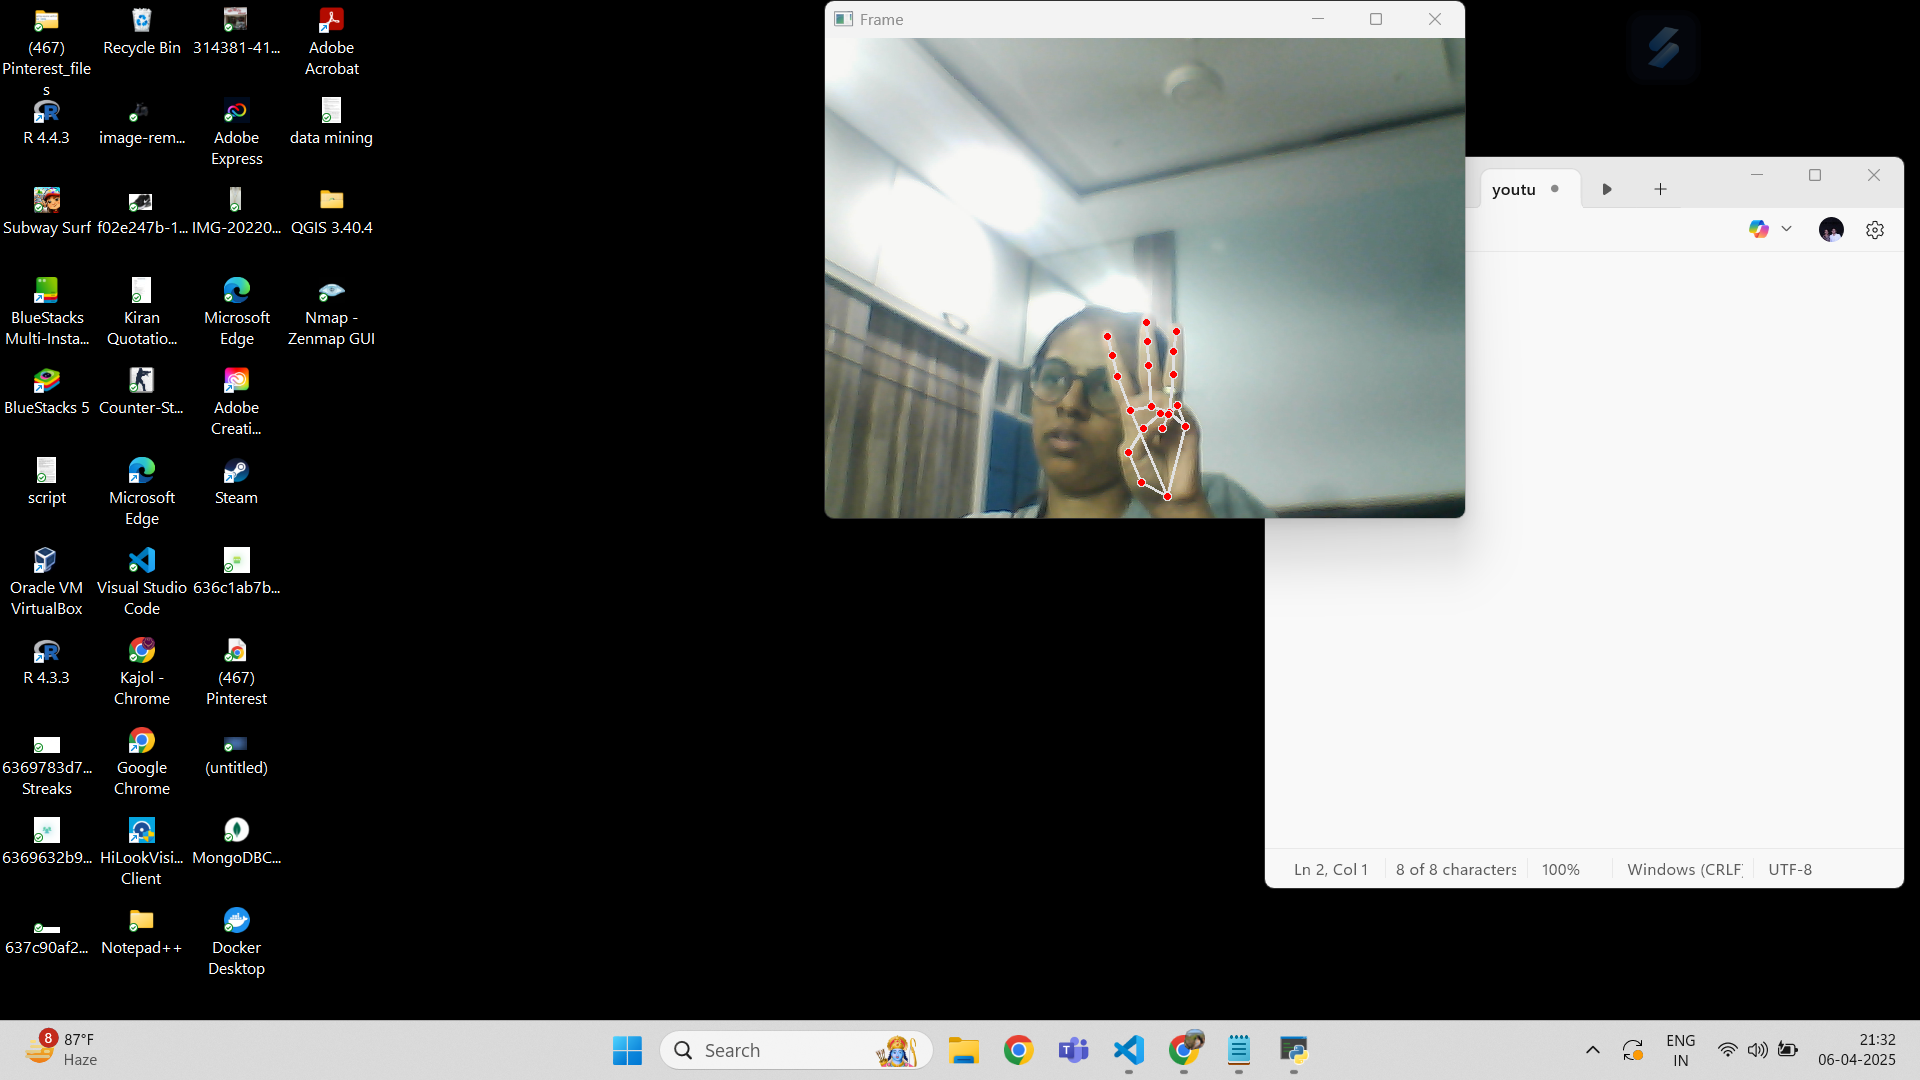 (467)
Pinterest_file
s
Recycle Bin
314381-41...
Adobe
Acrobat
R 4.4.3
image-rem...
Adobe
Express
data mining
Subway Surf
f02e247b-1...
IMG-20220...
QGIS 3.40.4
BlueStacks
Multi-Insta...
Kiran
Quotatio...
Microsoft
Edge
Nmap -
Zenmap GUI
BlueStacks 5
Counter-St...
Adobe
Creati...
script
Microsoft
Edge
Steam
Oracle VM
VirtualBox
Visual Studio
Code
636c1ab7b...
R 4.3.3
Kajol -
Chrome
(467)
Pinterest
6369783d7...
Streaks
Google
Chrome
(untitled)
6369632b9...
HiLookVisi...
Client
MongoDBC...
637c90af2...
Notepad++
Docker
Desktop
Frame
youtu
Ln 2, Col 1
8 of 8 characters
100%
Windows (CRLF)
UTF-8
8
87°F
Haze
Search
ENG
IN
21:32
06-04-2025